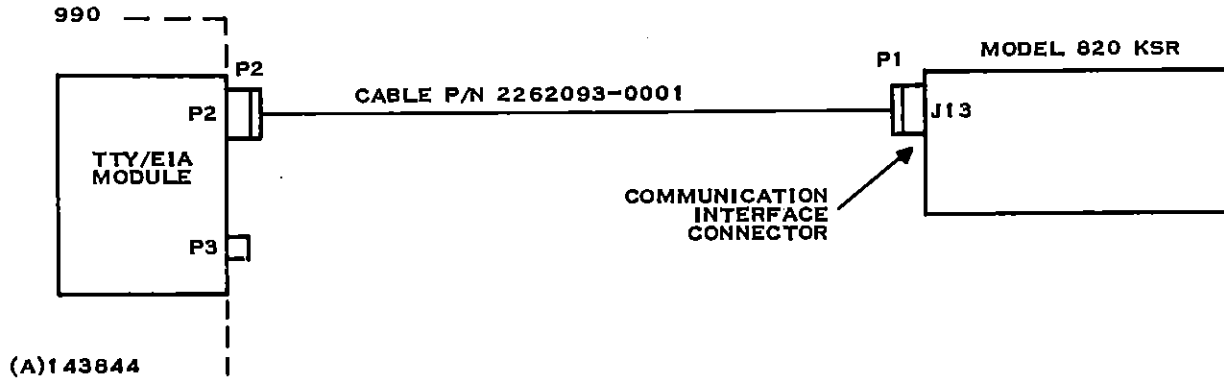 990
P2
P2
TTY/EIA
MODULE
P3
CABLE P/N 2262093-0001
P1
MODEL 820 KSR
J13
COMMUNICATION
INTERFACE
CONNECTOR
(A)143844